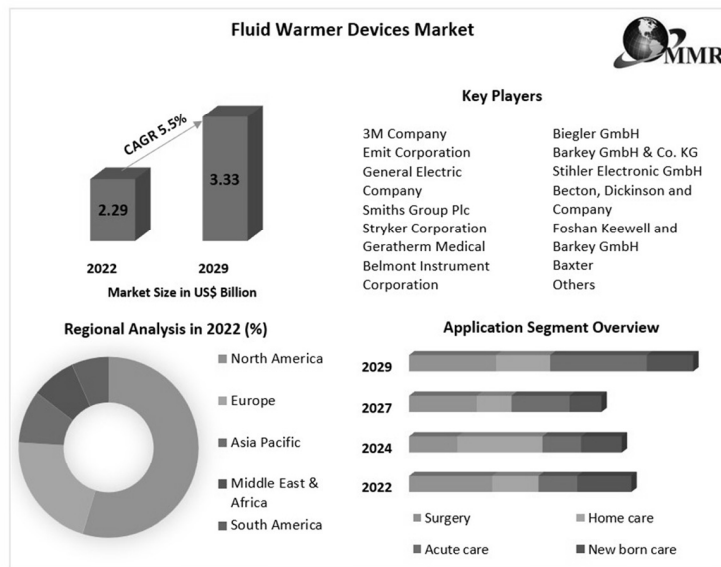 Fluid Warmer Devices Market
MMR
CAGR 5.5%
2.29
3.33
2022
2029
Market Size in US$ Billion
Key Players
3M Company
Emit Corporation
General Electric
Company
Smiths Group Plc
Stryker Corporation
Geratherm Medical
Belmont Instrument
Corporation
Biegler GmbH
Barkey GmbH & Co. KG
Stihler Electronic GmbH
Becton, Dickinson and
Company
Foshan Keewell and
Barkey GmbH
Baxter
Others
Regional Analysis in 2022 (%)
North America
Europe
Asia Pacific
Middle East &
Africa
South America
Application Segment Overview
2029
2027
2024
2022
Surgery
Home care
Acute care
New born care